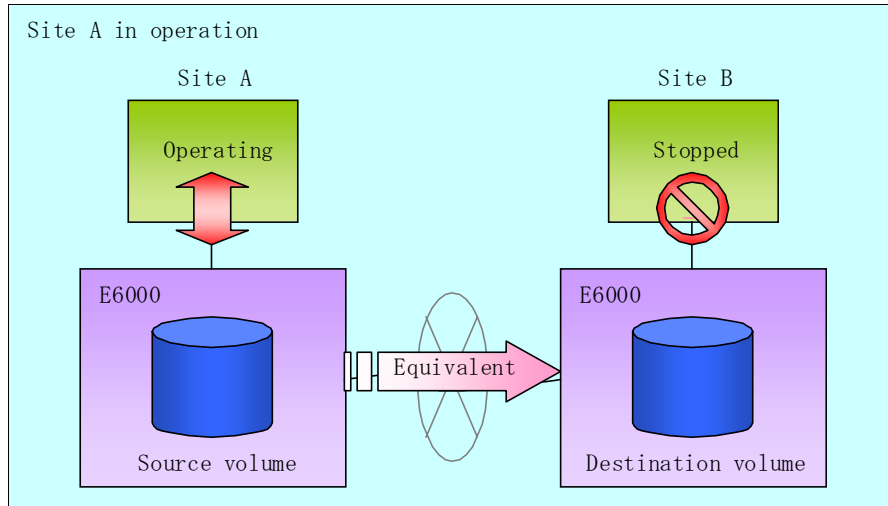 Site A in operation
Site A
Site B
Operating
Stopped
E6000
E6000
Equivalent
Source volume
Destination volume